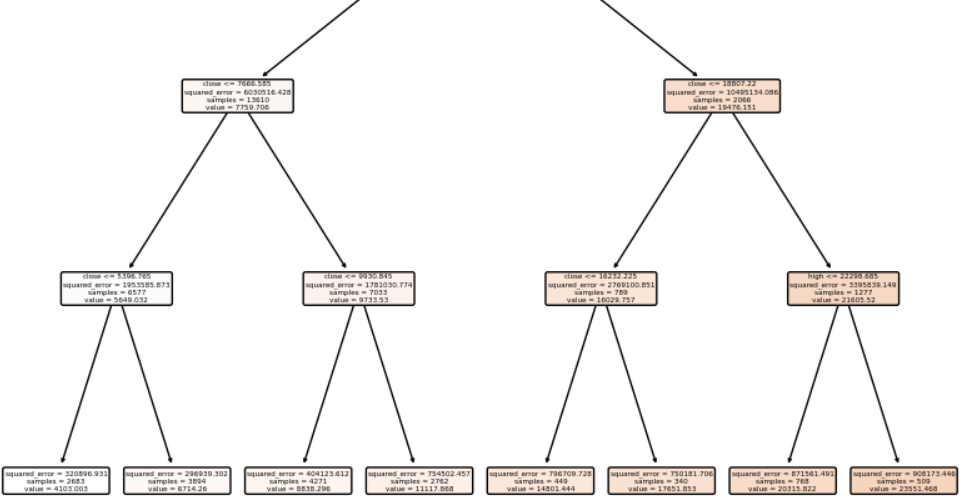 close <= 7666.585
squared_error = 6030516.428
samples = 13610
value = 7759.706
close <= 18807.22
squared_error = 10495134.086
samples = 2066
value = 19476.151
close <= 5396.765
squared_error = 1953585.873
samples = 6577
value = 5649.032
close <= 9930.845
squared_error = 1781030.774
samples = 7033
value = 9733.53
close <= 16232.225
squared_error = 2769100.851
samples = 789
value = 16029.757
high <= 22298.685
squared_error = 3395839.149
samples = 1277
value = 21605.52
squared_error = 320896.931
samples = 2683
value = 4103.003
squared_error = 296939.302
samples = 3894
value = 6714.26
squared_error = 404123.612
samples = 4271
value = 8838.296
squared_error = 754502.457
samples = 2762
value = 11117.868
squared_error = 796709.728
samples = 449
value = 14801.444
squared_error = 750181.706
samples = 340
value = 17651.853
squared_error = 871561.491
samples = 768
value = 20315.822
squared_error = 908173.446
samples = 509
value = 23551.468